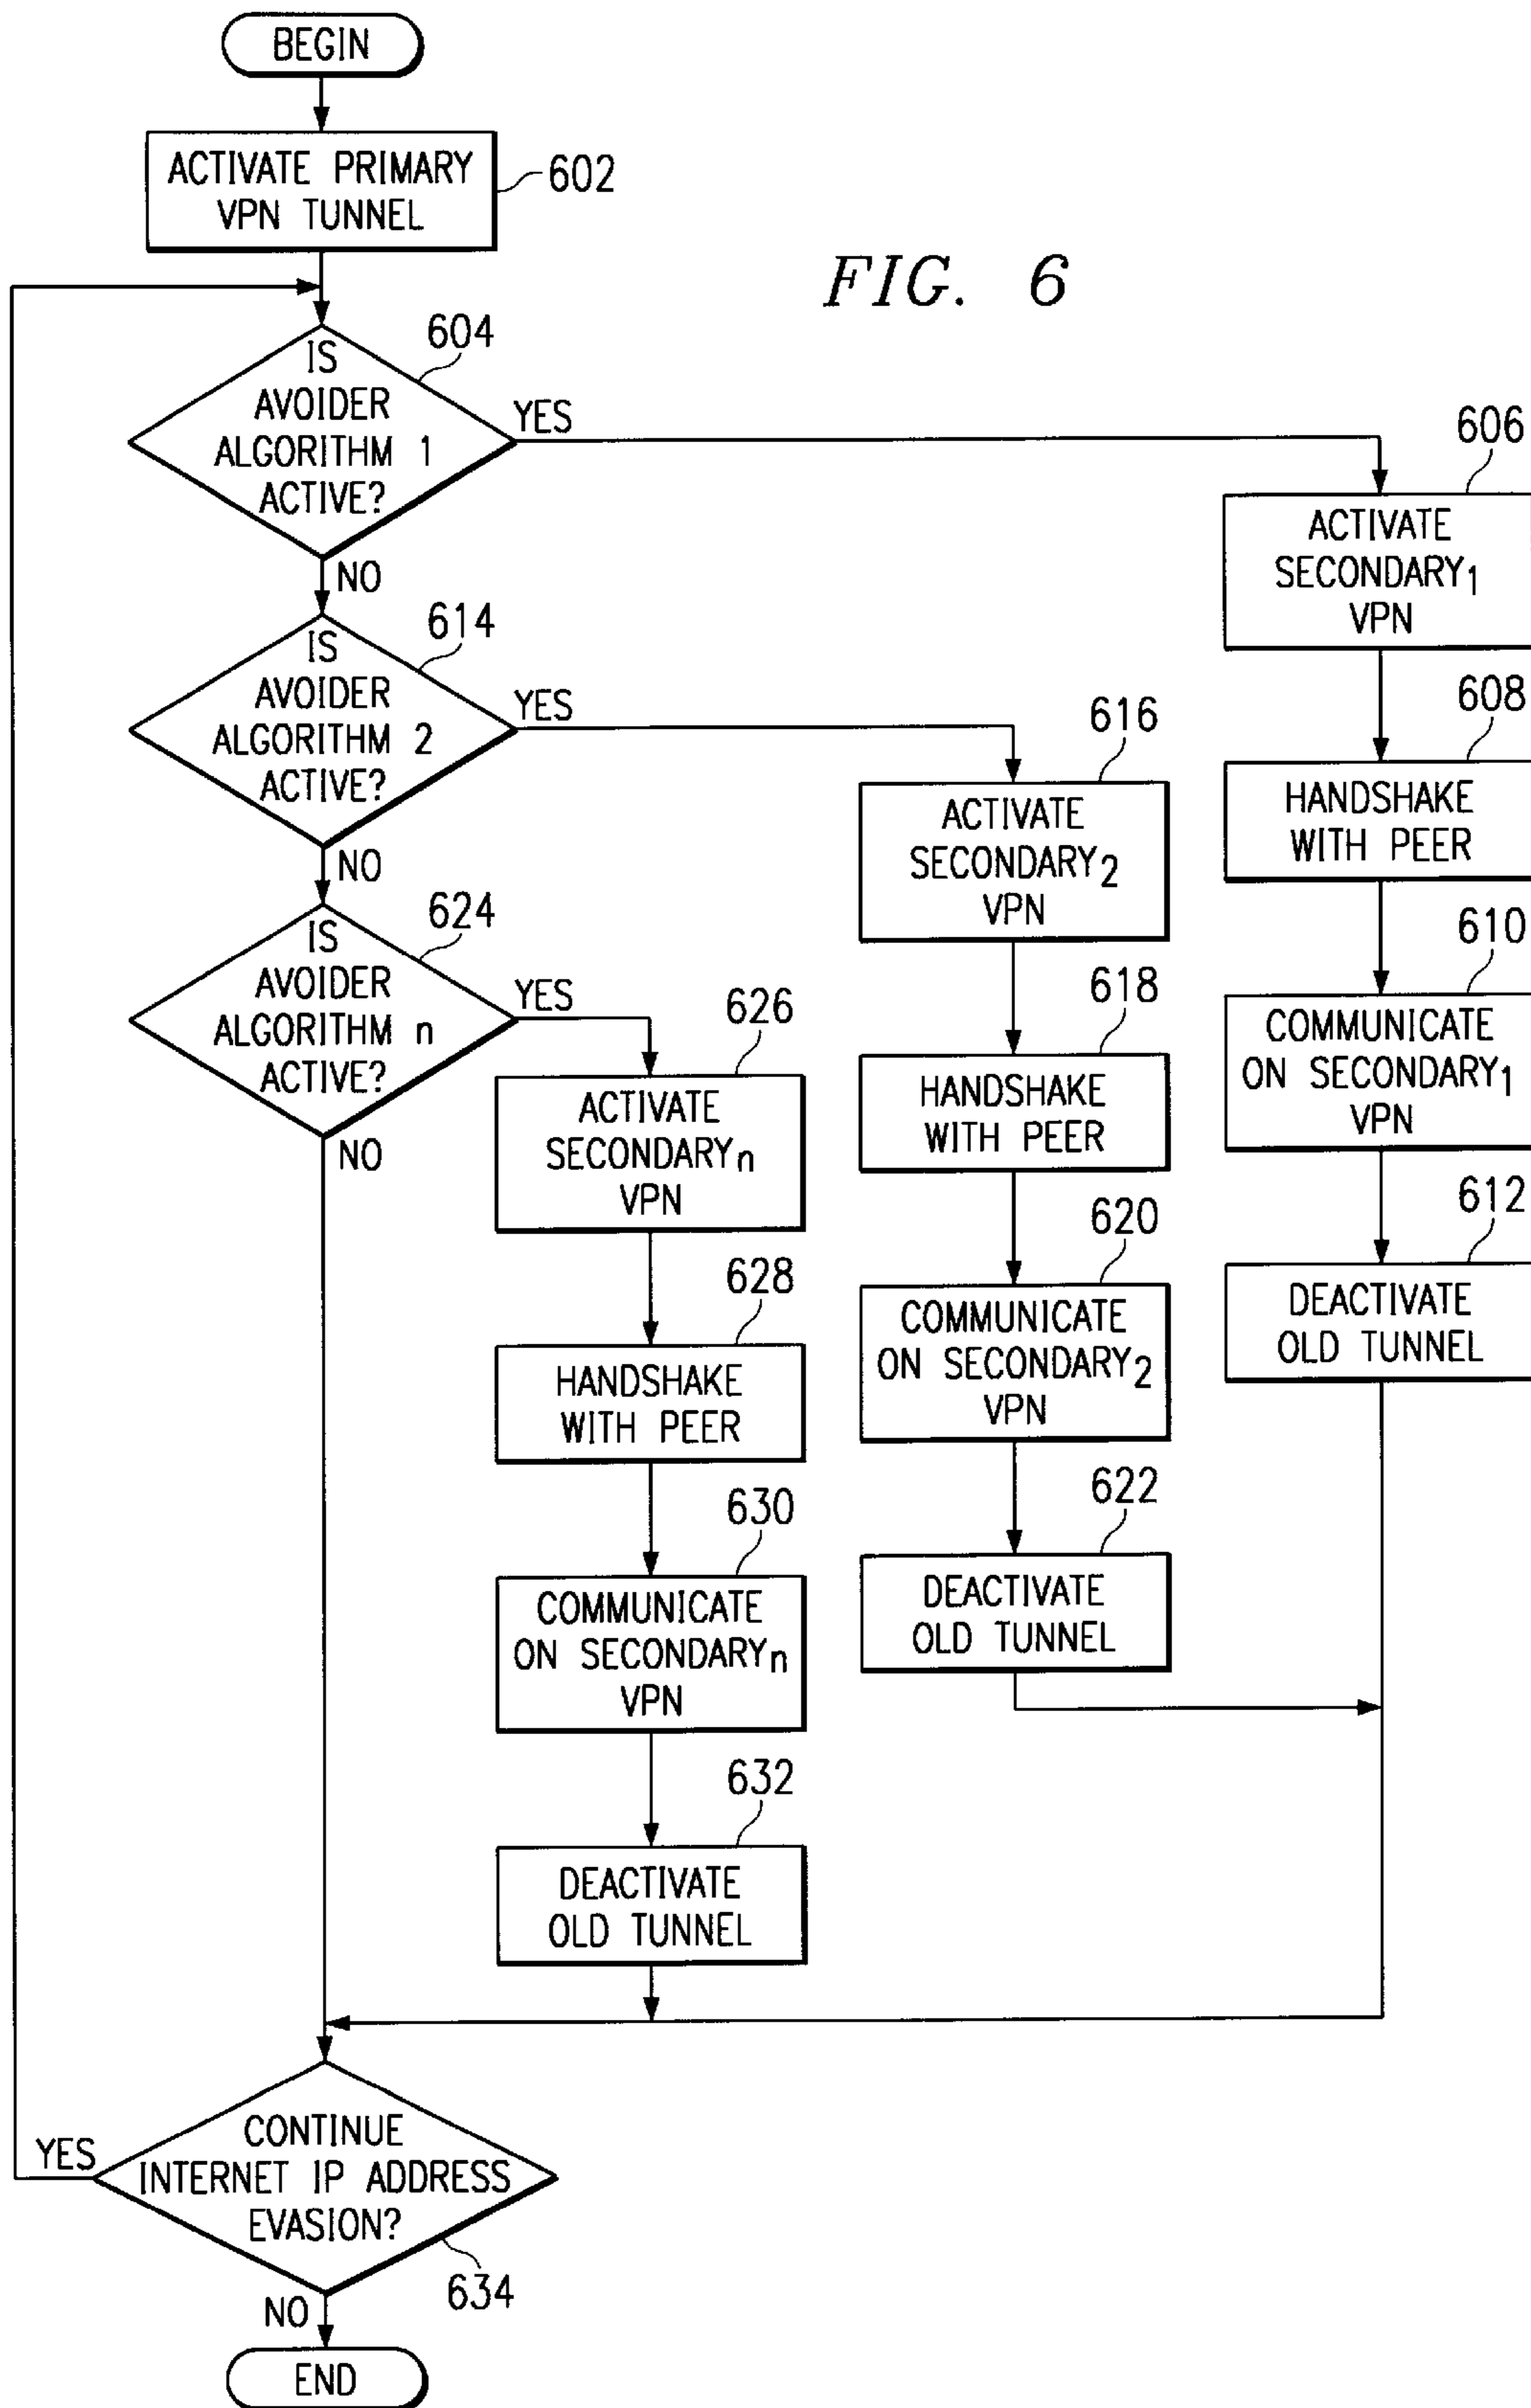 BEGIN
ACTIVATE PRIMARY
VPN TUNNEL
602
FIG. 6
604
IS
AVOIDER
ALGORITHM 1
ACTIVE?
YES
NO
606
ACTIVATE
SECONDARY1
VPN
608
HANDSHAKE
WITH PEER
610
COMMUNICATE
ON SECONDARY1
VPN
612
DEACTIVATE
OLD TUNNEL
614
IS
AVOIDER
ALGORITHM 2
ACTIVE?
YES
NO
616
ACTIVATE
SECONDARY2
VPN
618
HANDSHAKE
WITH PEER
620
COMMUNICATE
ON SECONDARY2
VPN
622
DEACTIVATE
OLD TUNNEL
624
IS
AVOIDER
ALGORITHM n
ACTIVE?
YES
NO
626
ACTIVATE
SECONDARYn
VPN
628
HANDSHAKE
WITH PEER
630
COMMUNICATE
ON SECONDARYn
VPN
632
DEACTIVATE
OLD TUNNEL
CONTINUE
INTERNET IP ADDRESS
EVASION?
YES
634
NO
END